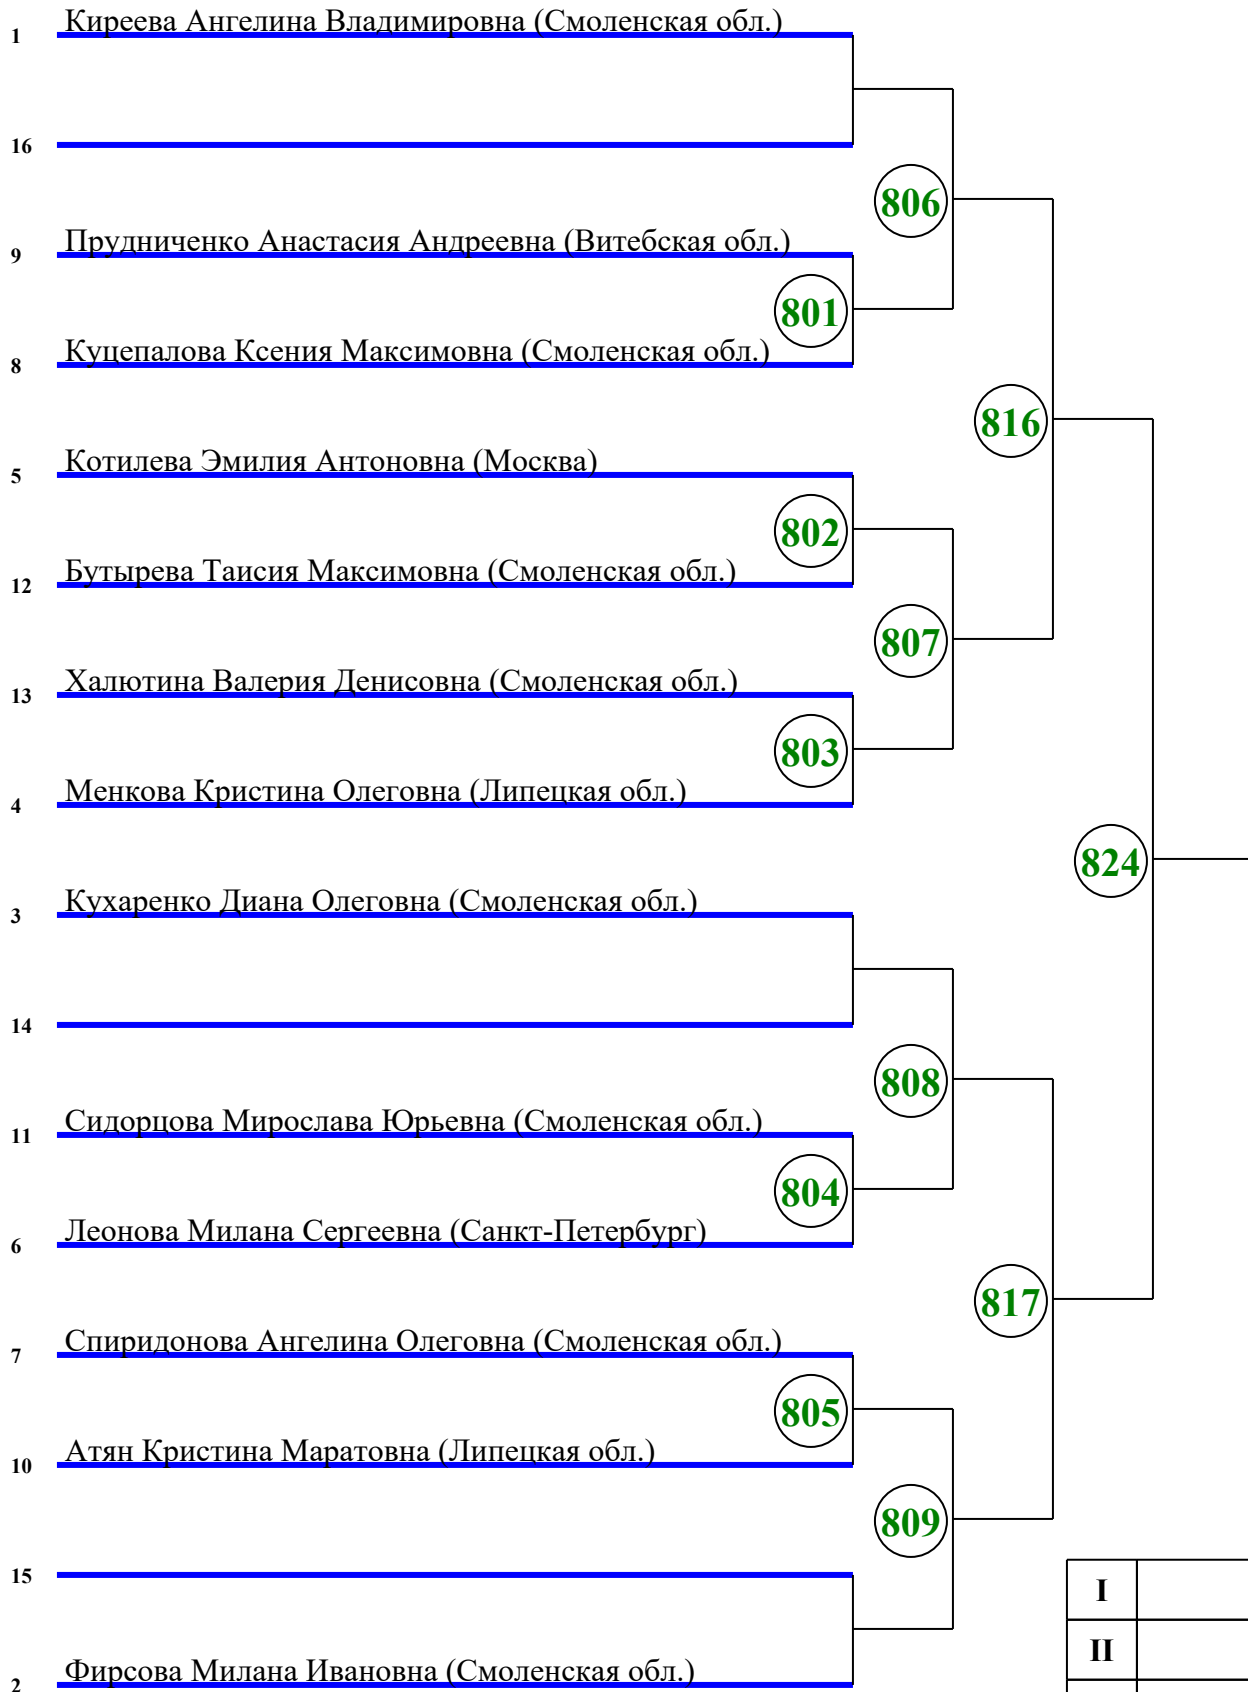 1 Киреева Ангелина Владимировна (Смоленская обл.)
16
806
9 Прудниченко Анастасия Андреевна (Витебская обл.)
801
8 Куцепалова Ксения Максимовна (Смоленская обл.)
816
5 Котилева Эмилия Антоновна (Москва)
802
12 Бутырева Таисия Максимовна (Смоленская обл.)
807
13 Халютина Валерия Денисовна (Смоленская обл.)
803
4 Менкова Кристина Олеговна (Липецкая обл.)
824
3 Кухаренко Диана Олеговна (Смоленская обл.)
14
808
11 Сидорцова Мирослава Юрьевна (Смоленская обл.)
804
6 Леонова Милана Сергеевна (Санкт-Петербург)
817
7 Спиридонова Ангелина Олеговна (Смоленская обл.)
805
10 Атян Кристина Маратовна (Липецкая обл.)
809
15
I
II
2 Фирсова Милана Ивановна (Смоленская обл.)